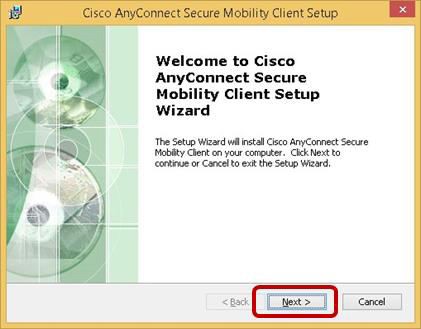 Cisco AnyConnect Secure Mobility Client Setup
Welcome to Cisco
AnyConnect Secure
Mobility Client Setup
Wizard
The Setup Wizard will install Cisco AnyConnect Secure
Mobility Client on your computer. Click Next to
continue or Cancel to exit the Setup Wizard.
< Back
Next >
Cancel